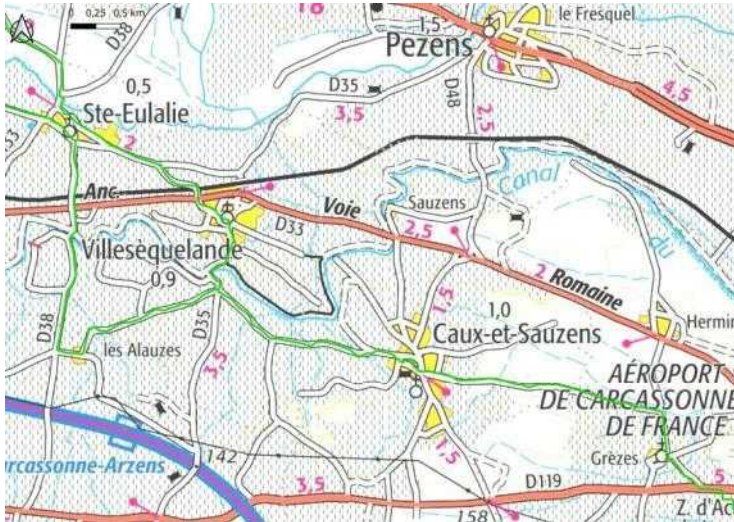 0 0,25 0,5 km
D38
16
1,5
Pezens
le Fresquel
0,5
Ste-Eulalie
D35
3,5
D48
2,5
4,5
2
33
Anc.
Voie
Romaine
Sauzens
Canal
du
D33
2,5
2
Villesèquelande
0,9
D38
D35
3,5
1,5
1,0
Caux-et-Sauzens
Hermin
les Alauzes
AÉROPORT
DE CARCASSONNE
DE FRANCE
arcassonne-Arzens
142
1,5
Grèzes
3,5
D119
5
158
Z. d'Ac